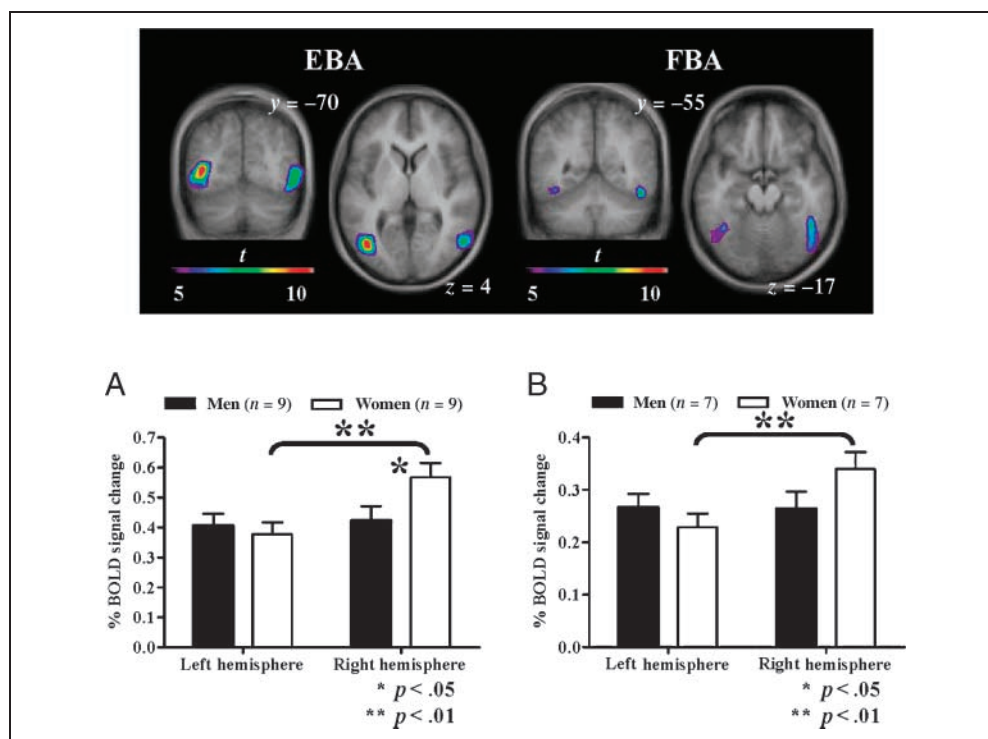 EBA FBA
y = −70 y = −55
t t
5 10 5 10
z = 4 z = −17
A B
Men (n = 9) Women (n = 9) Men (n = 7) Women (n = 7)
** **
*
% BOLD signal change
0.7
0.6
0.5
0.4
0.3
0.2
0.1
0.0
Left hemisphere Right hemisphere
* p < .05
** p < .01
% BOLD signal change
0.4
0.3
0.2
0.1
0.0
Left hemisphere Right hemisphere
* p < .05
** p < .01